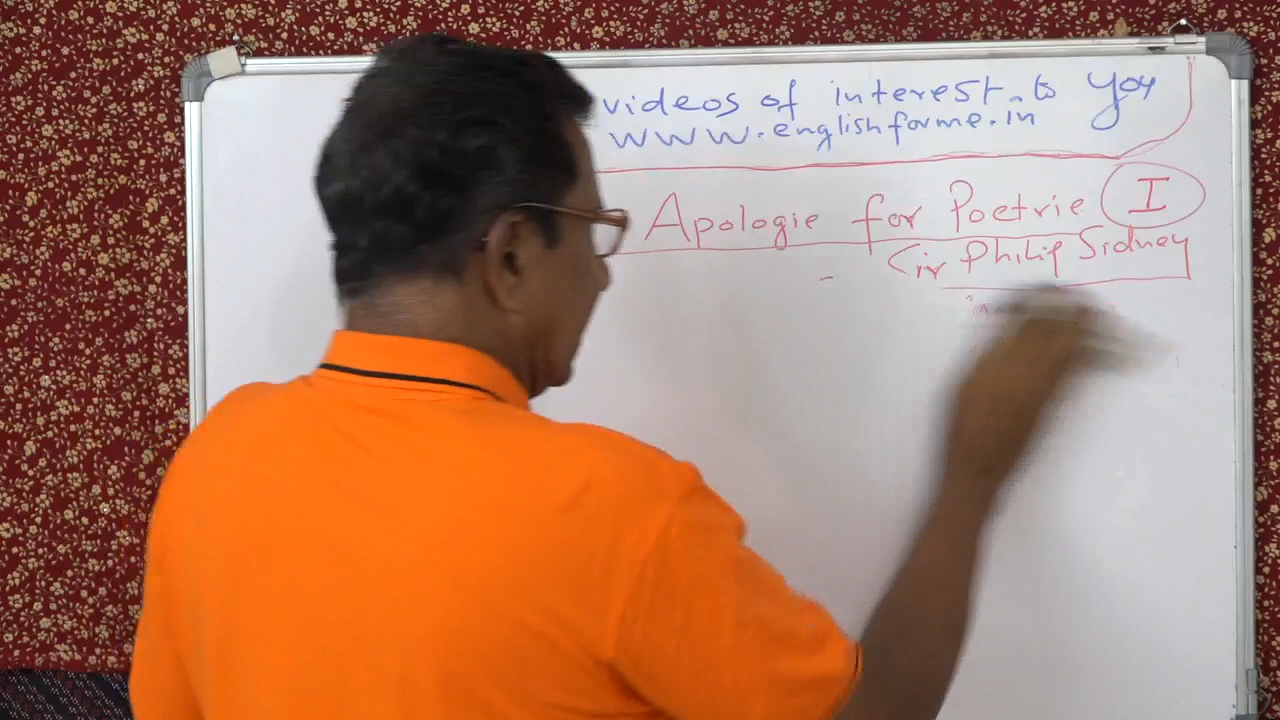 videos of interest to you
www.englishforme.in
Apologie for Poetrie I
Sir Philip Sidney